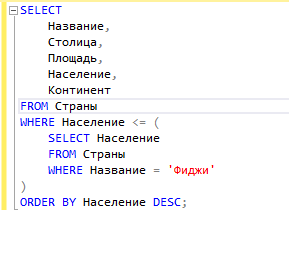 SELECT
Название,
Столица,
Площадь,
Население,
Континент
FROM Страны
WHERE Население <= (
SELECT Население
FROM Страны
WHERE Название = 'Фиджи'
)
ORDER BY Население DESC;